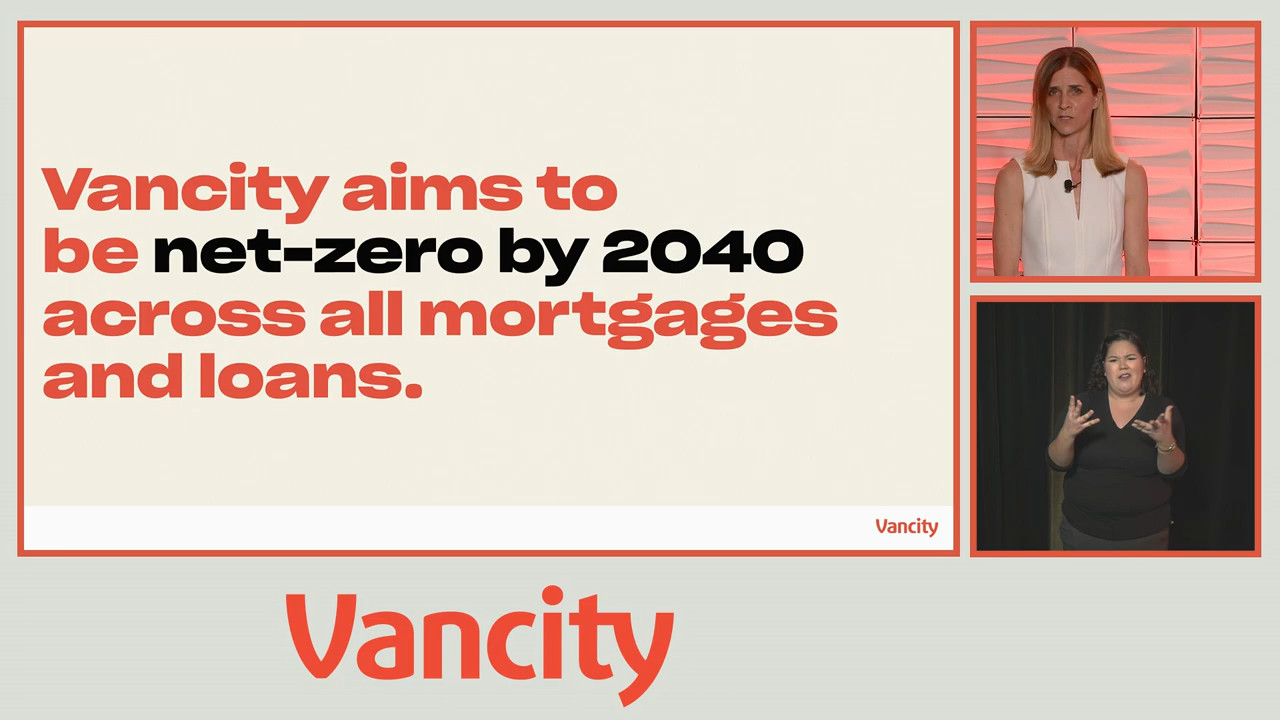 Vancity aims to
be net-zero by 2040
across all mortgages
and loans.
Vancity
Vancity